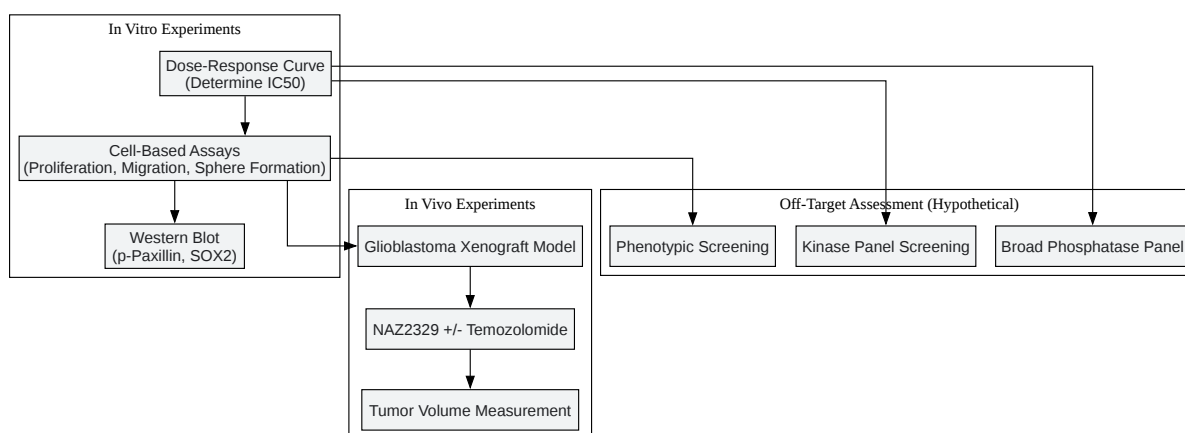 In Vitro Experiments
Dose-Response Curve
(Determine IC50)
Cell-Based Assays
(Proliferation, Migration, Sphere Formation)
Western Blot
(p-Paxillin, SOX2)
In Vivo Experiments
Glioblastoma Xenograft Model
NAZ2329 +/- Temozolomide
Tumor Volume Measurement
Off-Target Assessment (Hypothetical)
Phenotypic Screening
Kinase Panel Screening
Broad Phosphatase Panel